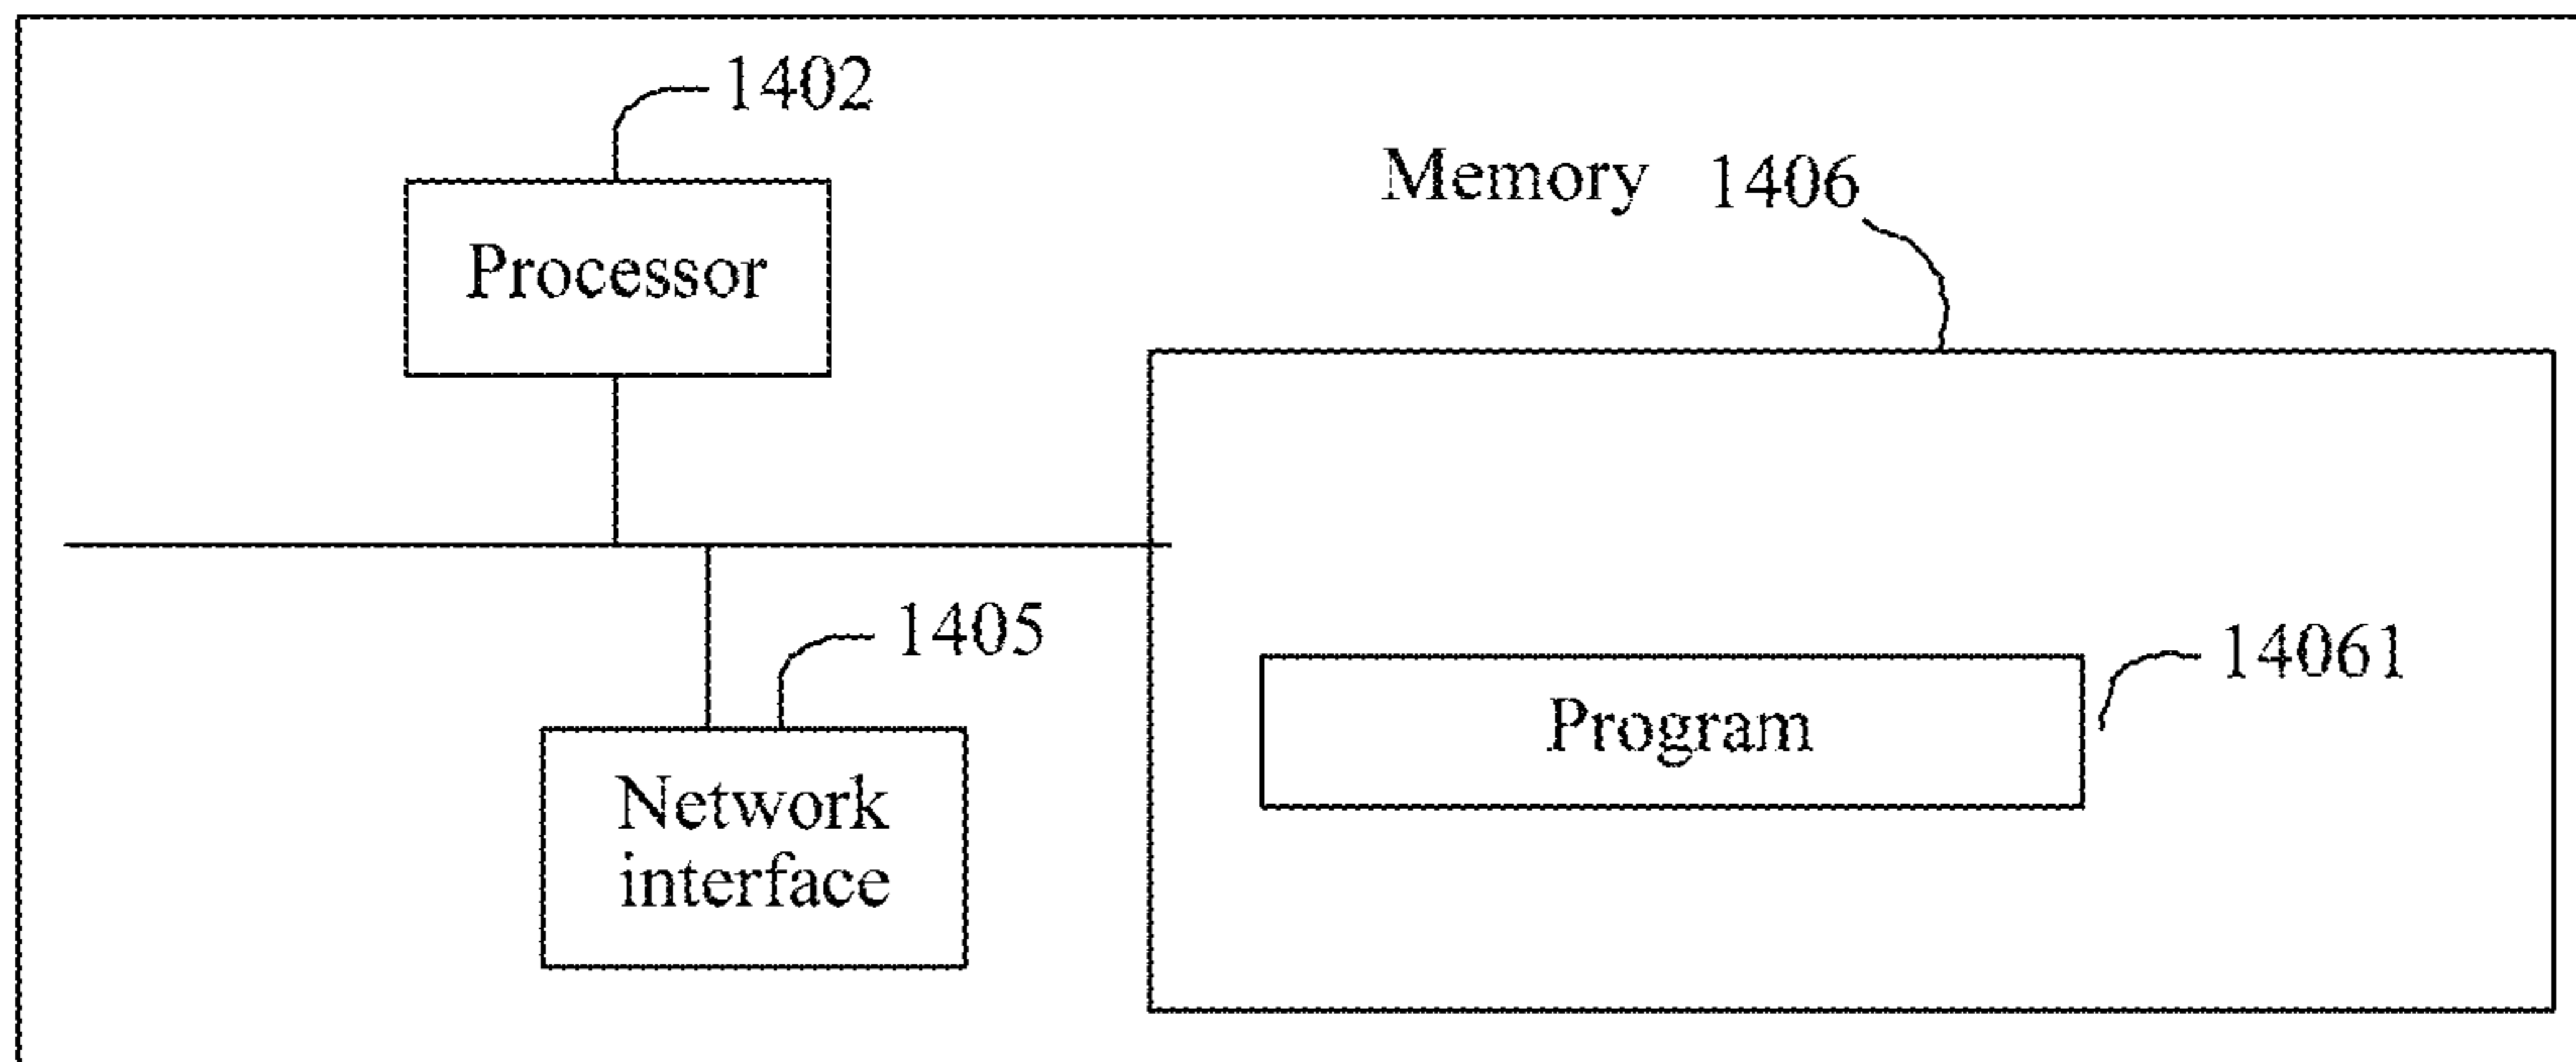 1402
Processor
Memory 1406
1405
Network
interface
14061
Program